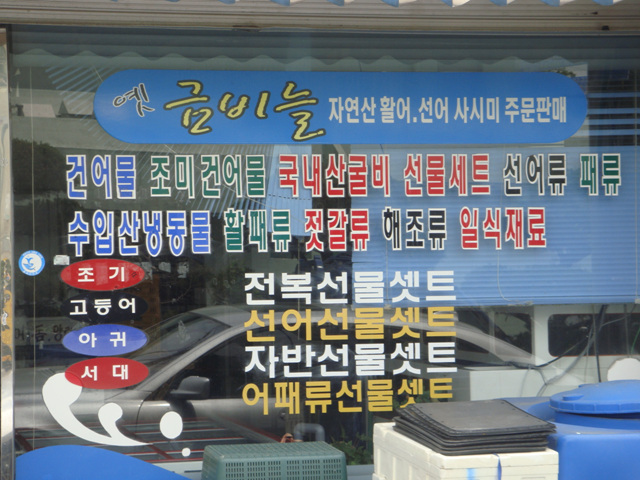 옛 금비늘 자연산 활어.선어 사시미 주문판매
건어물 조미건어물 국내산굴비 선물세트 선어류 패류
수입산냉동물 활패류 젓갈류 해조류 일식재료
조기
고등어
아귀
서대
전복선물셋트
선어선물셋트
자반선물셋트
어패류선물셋트